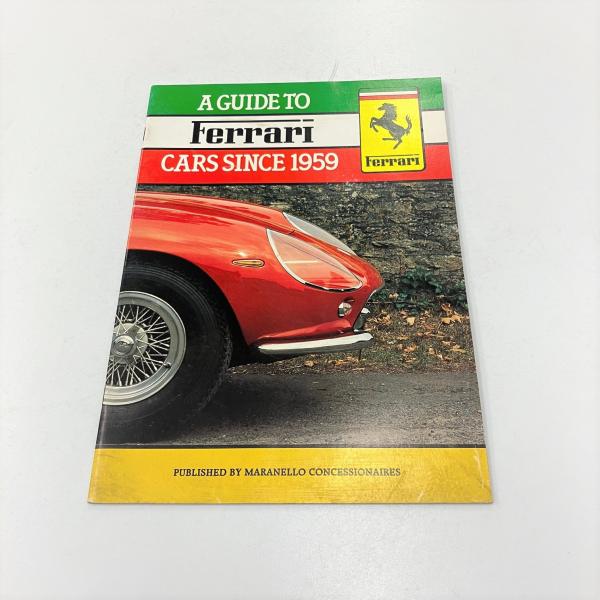 A GUIDE TO
Ferrari
CARS SINCE 1959
Ferrari
PUBLISHED BY MARANELLO CONCESSIONAIRES